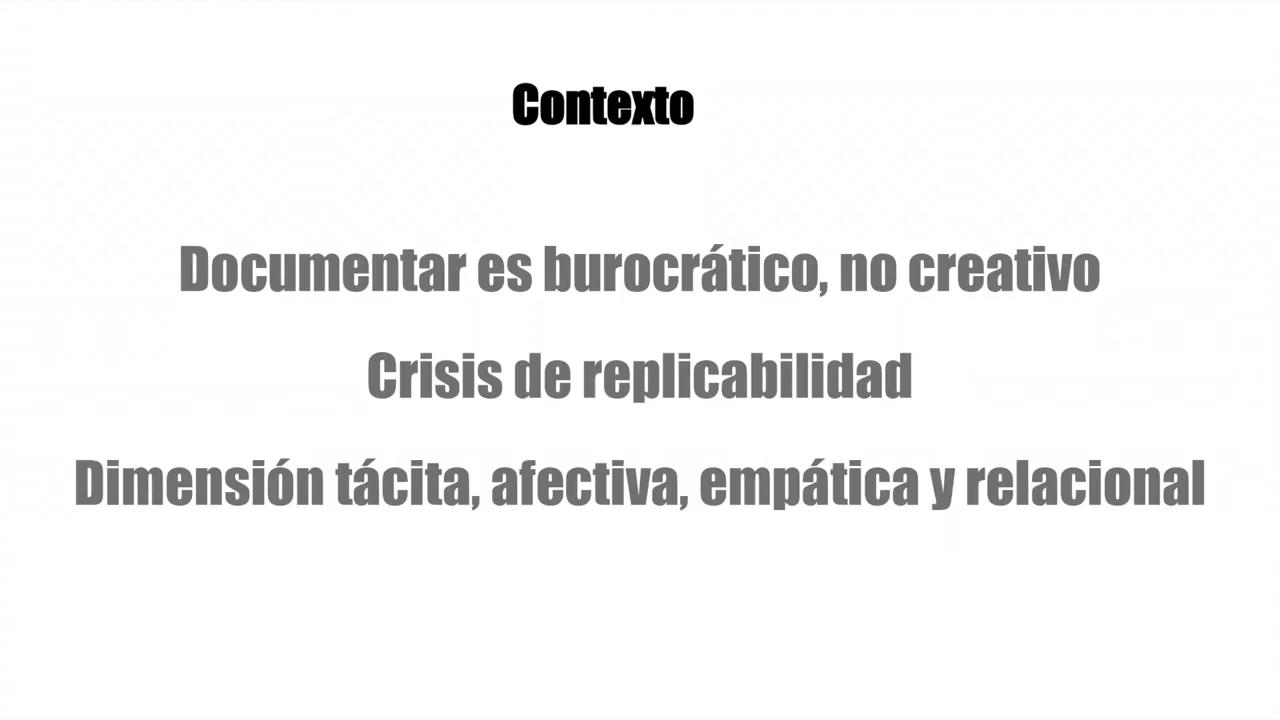 Contexto
Documentar es burocrático, no creativo
Crisis de replicabilidad
Dimensión tácita, afectiva, empática y relacional